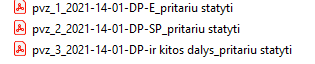 pvz_1_2021-14-01-DP-E_pritariu statyti
pvz_2_2021-14-01-DP-SP_pritariu statyti
pvz_3_2021-14-01-DP-ir kitos dalys_pritariu statyti